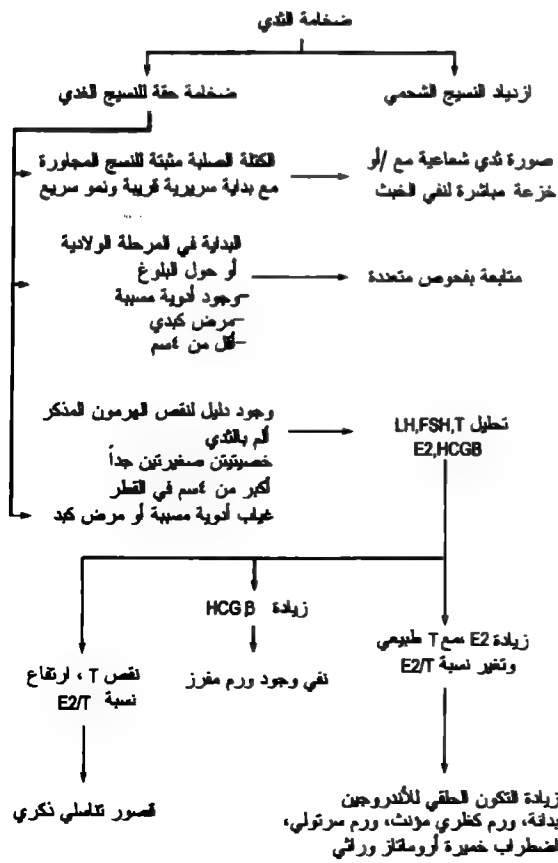 ضخامة الثدي
ازدياد النسيج الشحمي
ضخامة حقة للنسيج الغدي
الكتلة الصلبة مثبتة للنسج المجاورة
مع بداية سريرية قريبة ونمو سريع
صورة ثدي شعاعية مع /أو
خزعة مباشرة لنفي الخبث
البداية في المرحلة الولادية
أو حول البلوغ
-وجود أدوية مسببة
-مرض كبدي
-أقل من ٤سم
متابعة بفحوص متعددة
وجود دليل لنقص الهرمون المذكر
ألم بالثدي
خصيتين صغيرتين جداً
أكبر من ٤سم في القطر
غياب أدوية مسببة أو مرض كبد
تحليل LH,FSH,T
E2,HCGB
زيادة E2 مع T طبيعي
وتغير نسبة E2/T
زيادة HCG β
نقص T ، ارتفاع
نسبة E2/T
نفي وجود ورم مفرز
قصور تناسلي ذكري
زيادة التكون الحلقي للأندروجين
بدانة، ورم كظري مؤنث، ورم سرتولي،
اضطراب خميرة أروماتاز وراثي